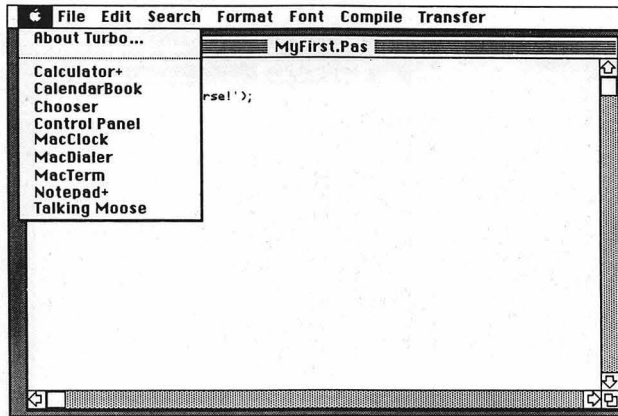 File Edit Search Format Font Compile Transfer
About Turbo...
MyFirst.Pas
Calculator+
CalendarBook
rse!');
Chooser
Control Panel
MacClock
MacDialer
MacTerm
Notepad+
Talking Moose